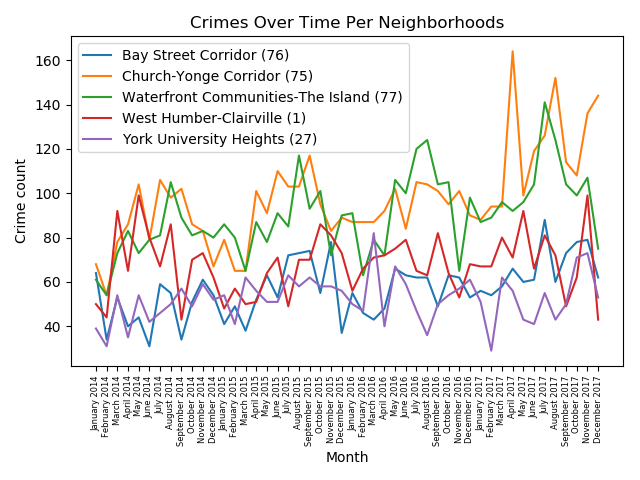 Crimes Over Time Per Neighborhoods
Bay Street Corridor (76)
Church-Yonge Corridor (75)
Waterfront Communities-The Island (77)
West Humber-Clairville (1)
York University Heights (27)
Crime count
160
140
120
100
80
60
40
January 2014
February 2014
March 2014
April 2014
May 2014
June 2014
July 2014
August 2014
September 2014
October 2014
November 2014
December 2014
January 2015
February 2015
March 2015
April 2015
May 2015
June 2015
July 2015
August 2015
September 2015
October 2015
November 2015
December 2015
January 2016
February 2016
March 2016
April 2016
May 2016
June 2016
July 2016
August 2016
September 2016
October 2016
November 2016
December 2016
January 2017
February 2017
March 2017
April 2017
May 2017
June 2017
July 2017
August 2017
September 2017
October 2017
November 2017
December 2017
Month